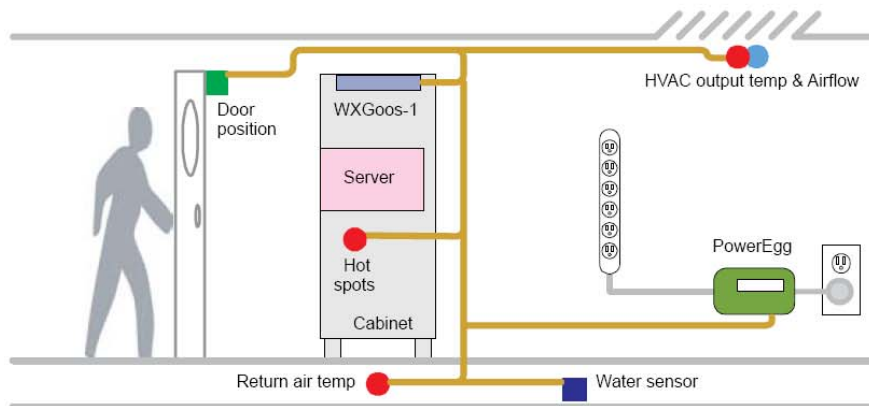 HVAC output temp & Airflow
Door
position
WXGoos-1
Server
PowerEgg
Hot
spots
Cabinet
Return air temp
Water sensor